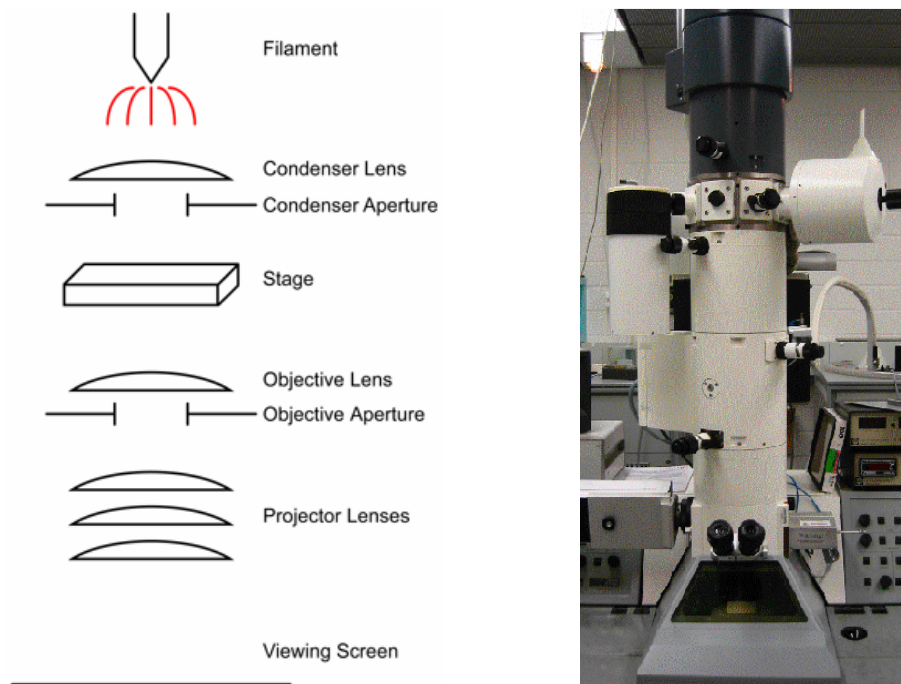 Filament
Condenser Lens
Condenser Aperture
Stage
Objective Lens
Objective Aperture
Projector Lenses
Viewing Screen